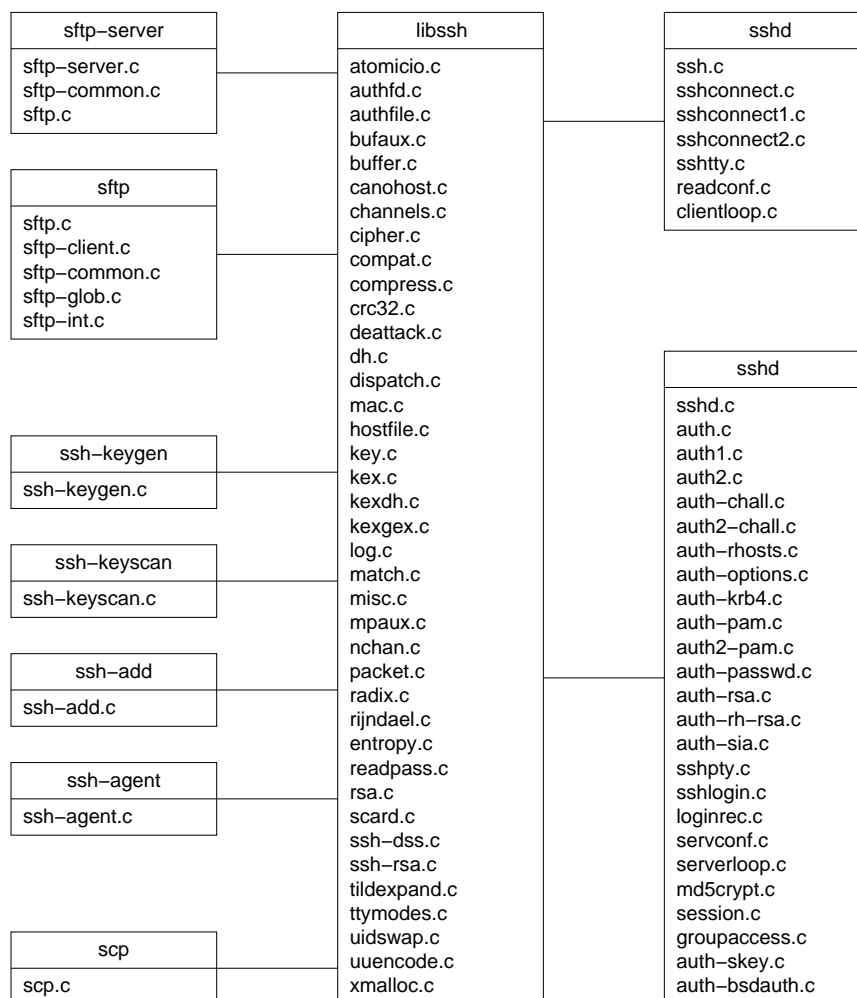 sftp−server
sftp−server.c
sftp−common.c
sftp.c
sftp
sftp.c
sftp−client.c
sftp−common.c
sftp−glob.c
sftp−int.c
ssh−keygen
ssh−keygen.c
ssh−keyscan
ssh−keyscan.c
ssh−add
ssh−add.c
ssh−agent
ssh−agent.c
scp
scp.c
libssh
atomicio.c
authfd.c
authfile.c
bufaux.c
buffer.c
canohost.c
channels.c
cipher.c
compat.c
compress.c
crc32.c
deattack.c
dh.c
dispatch.c
mac.c
hostfile.c
key.c
kex.c
kexdh.c
kexgex.c
log.c
match.c
misc.c
mpaux.c
nchan.c
packet.c
radix.c
rijndael.c
entropy.c
readpass.c
rsa.c
scard.c
ssh−dss.c
ssh−rsa.c
tildexpand.c
ttymodes.c
uidswap.c
uuencode.c
xmalloc.c
sshd
ssh.c
sshconnect.c
sshconnect1.c
sshconnect2.c
sshtty.c
readconf.c
clientloop.c
sshd
sshd.c
auth.c
auth1.c
auth2.c
auth−chall.c
auth2−chall.c
auth−rhosts.c
auth−options.c
auth−krb4.c
auth−pam.c
auth2−pam.c
auth−passwd.c
auth−rsa.c
auth−rh−rsa.c
auth−sia.c
sshpty.c
sshlogin.c
loginrec.c
servconf.c
serverloop.c
md5crypt.c
session.c
groupaccess.c
auth−skey.c
auth−bsdauth.c